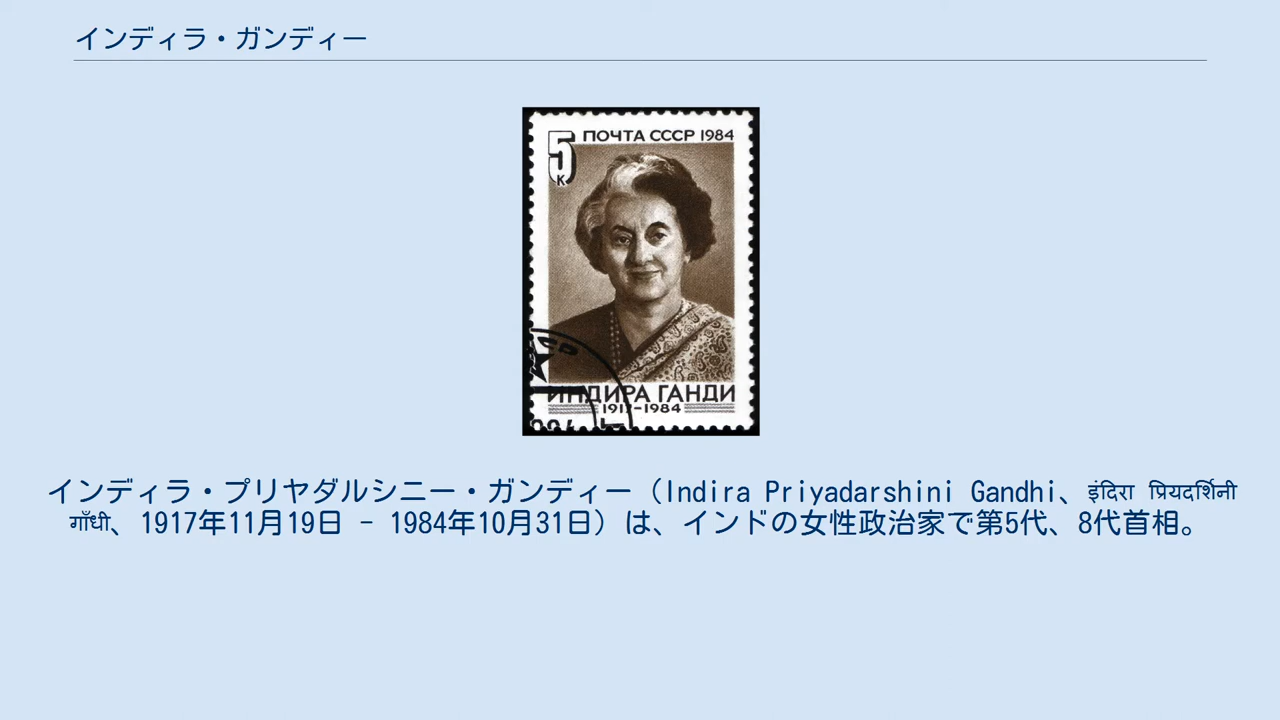 インディラ・ガンディー
5
К
ПОЧТА СССР 1984
ИНДИРА ГАНДИ
1917-1984
インディラ・プリヤダルシニー・ガンディー（Indira Priyadarshini Gandhi、इंदिरा प्रियदर्शिनी
गाँधी、1917年11月19日 - 1984年10月31日）は、インドの女性政治家で第5代、8代首相。